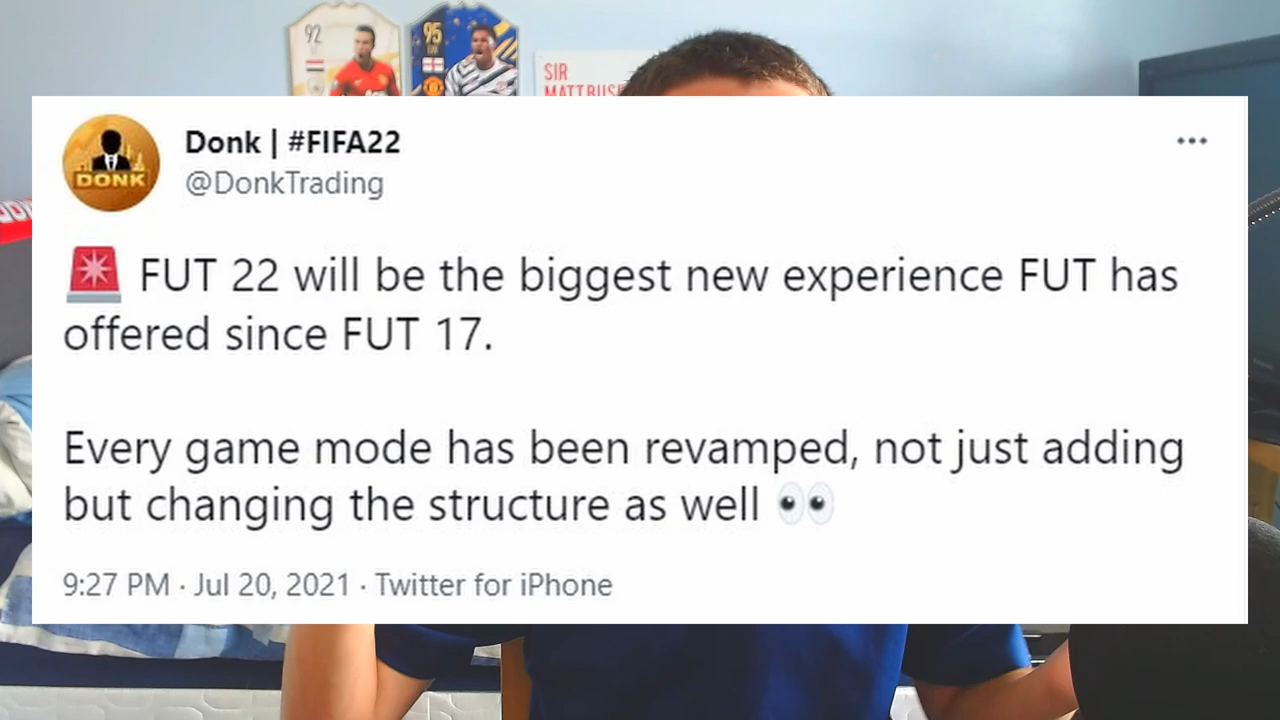 92
95
SIR
MATT BUS
Donk | #FIFA22
@DonkTrading
DONK
🚨 FUT 22 will be the biggest new experience FUT has
offered since FUT 17.
Every game mode has been revamped, not just adding
but changing the structure as well 👀
9:27 PM · Jul 20, 2021 · Twitter for iPhone